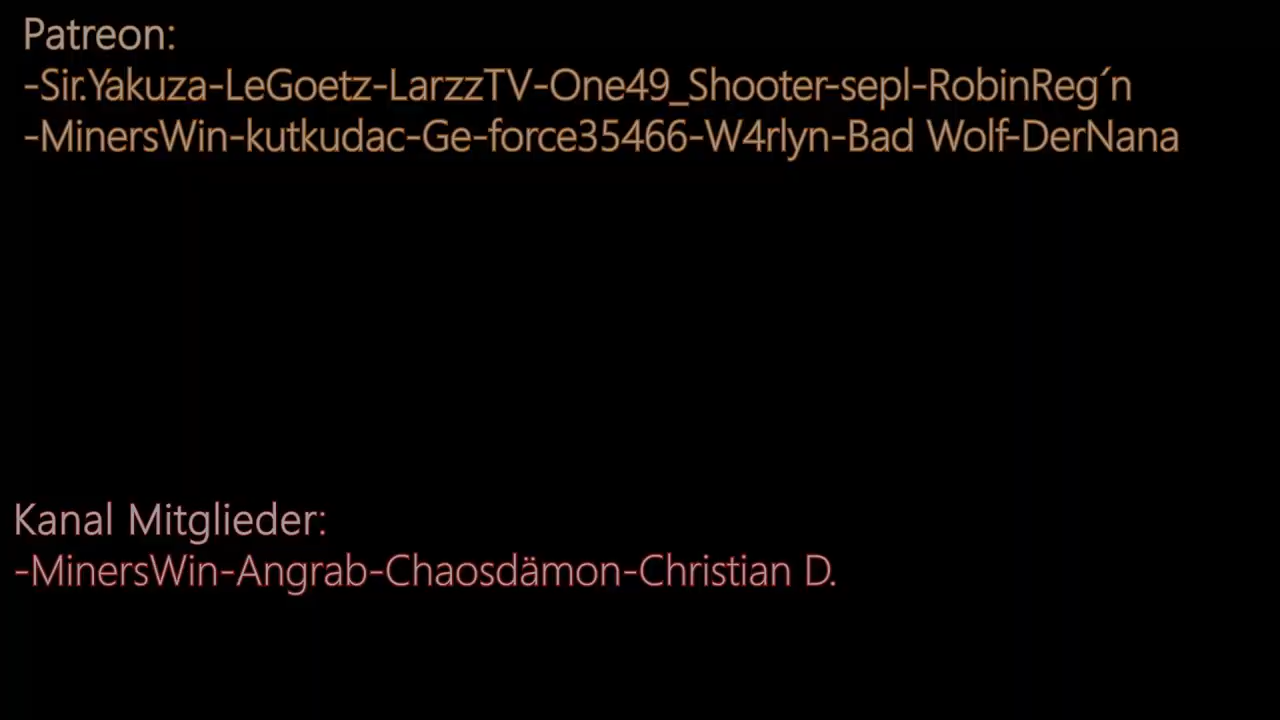 Patreon:
-Sir.Yakuza-LeGoetz-LarzzTV-One49_Shooter-sepl-RobinReg´n
-MinersWin-kutkudac-Ge-force35466-W4rlyn-Bad Wolf-DerNana
Kanal Mitglieder:
-MinersWin-Angrab-Chaosdämon-Christian D.